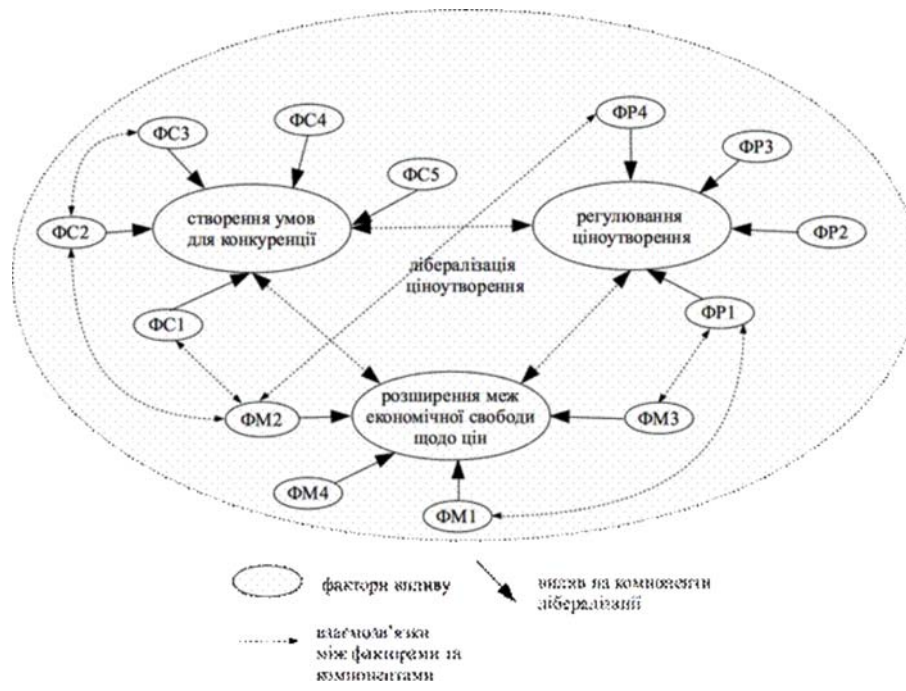 ФС3
ФС4
ФР4
ФР3
ФС5
ФС2
створення умов
для конкуренції
регулювання
ціноутворення
ФР2
лібералізація
ціноутворення
ФС1
ФР1
розширення меж
економічної свободи
щодо цін
ФМ2
ФМ3
ФМ4
ФМ1
фактори впливу
вплив на компоненти
лібералізації
взаємозв'язки
між факторами та
компонентами